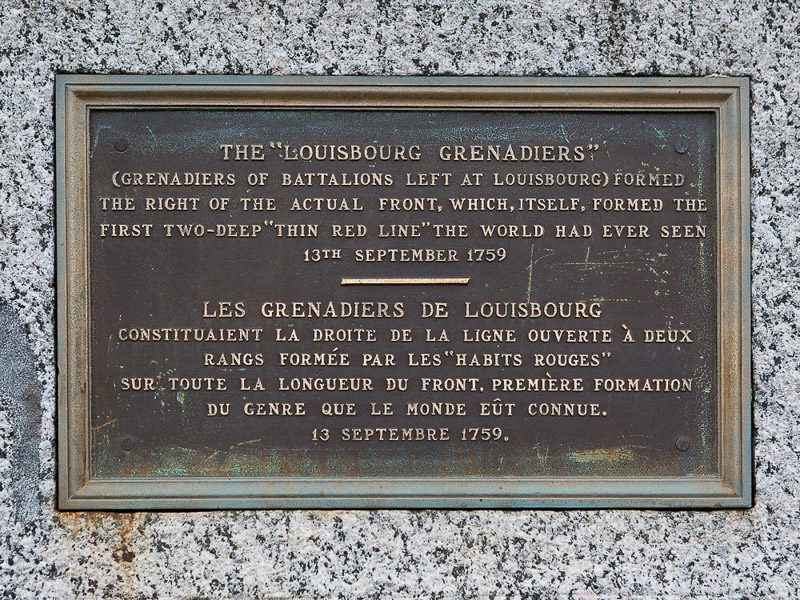 THE "LOUISBOURG GRENADIERS"
(GRENADIERS OF BATTALIONS LEFT AT LOUISBOURG) FORMED
THE RIGHT OF THE ACTUAL FRONT, WHICH, ITSELF, FORMED THE
FIRST TWO-DEEP "THIN RED LINE" THE WORLD HAD EVER SEEN
13TH SEPTEMBER 1759
LES GRENADIERS DE LOUISBOURG
CONSTITUAIENT LA DROITE DE LA LIGNE OUVERTE À DEUX
RANGS FORMÉE PAR LES "HABITS ROUGES"
SUR TOUTE LA LONGUEUR DU FRONT, PREMIÈRE FORMATION
DU GENRE QUE LE MONDE EÛT CONNUE.
13 SEPTEMBRE 1759.